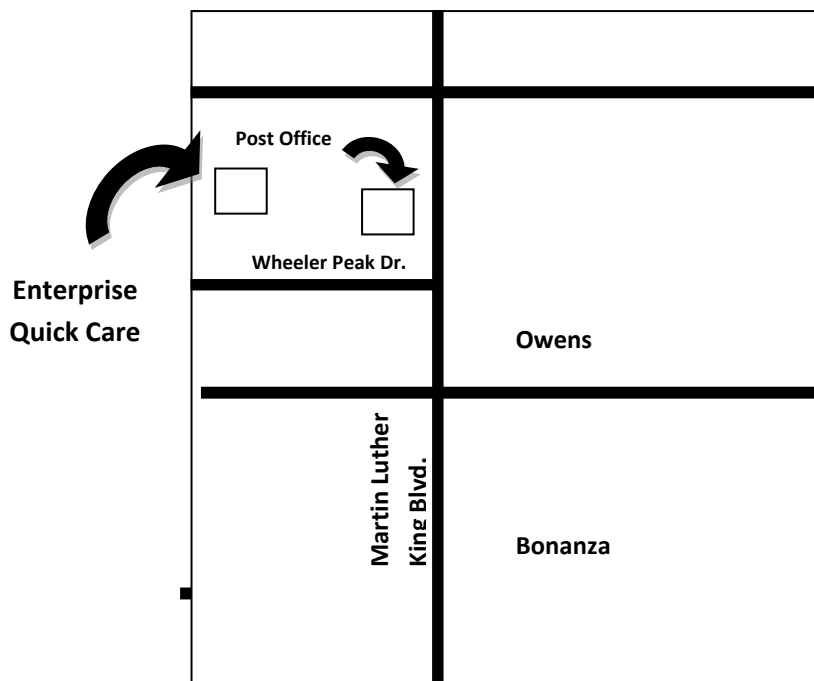 Post Office
Wheeler Peak Dr.
Enterprise
Quick Care
Owens
Martin Luther
King Blvd.
Bonanza